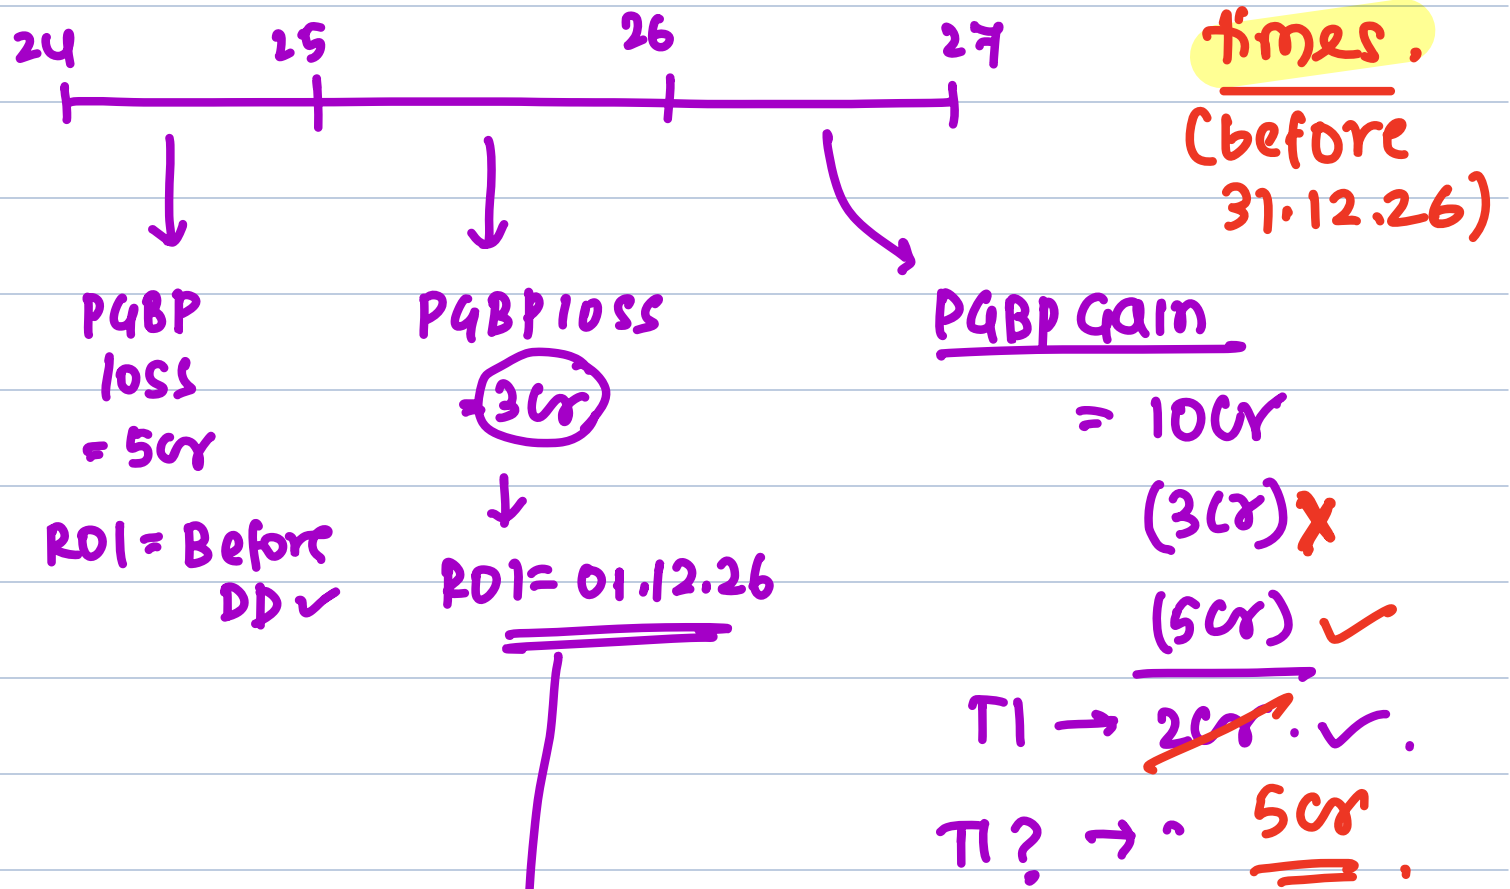 24 25 26 27
times.
(before
31.12.26)
PGBP
loss
= 5cr
ROI = Before
DD ✓
PGBP loss
= 3cr
ROI = 01.12.26
PGBP Gain
= 10cr
(3cr) X
(5cr) ✓
TI → 2cr. ✓.
TI? → 5cr.